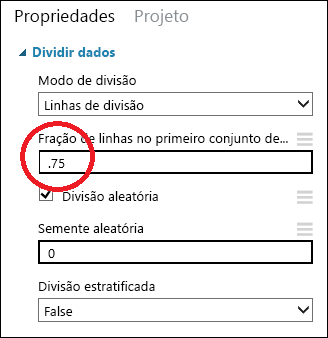 Propriedades Projeto
Dividir dados
Modo de divisão
Linhas de divisão
Fração de linhas no primeiro conjunto de...
.75
Divisão aleatória
Semente aleatória
0
Divisão estratificada
False